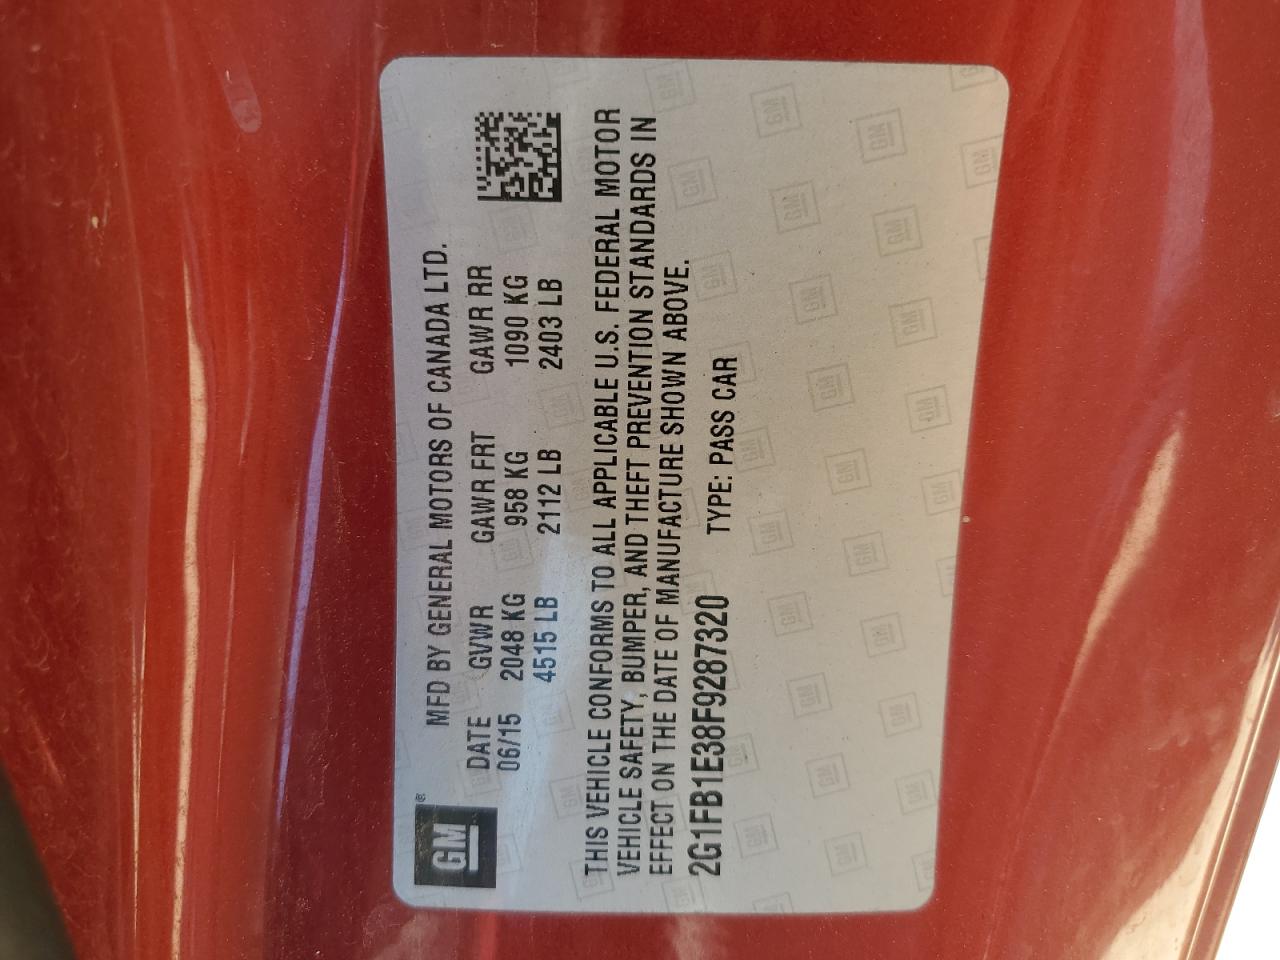 GM®
MFD BY GENERAL MOTORS OF CANADA LTD.
DATE GVWR GAWR FRT GAWR RR
06/15 2048 KG 958 KG 1090 KG
4515 LB 2112 LB 2403 LB
THIS VEHICLE CONFORMS TO ALL APPLICABLE U.S. FEDERAL MOTOR
VEHICLE SAFETY, BUMPER, AND THEFT PREVENTION STANDARDS IN
EFFECT ON THE DATE OF MANUFACTURE SHOWN ABOVE.
2G1FB1E38F9287320 TYPE: PASS CAR